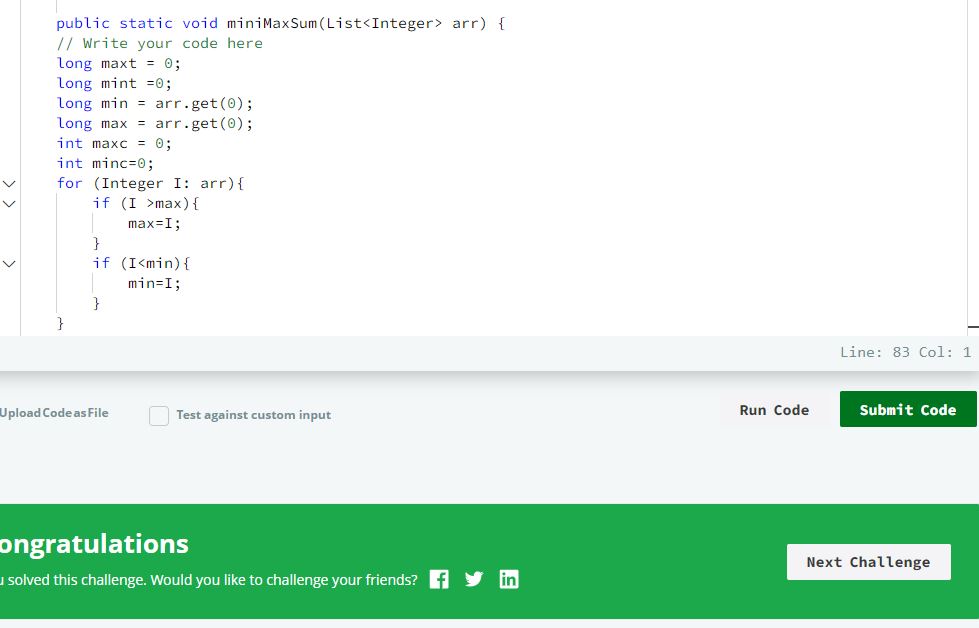 public static void miniMaxSum(List<Integer> arr) {
// Write your code here
long maxt = 0;
long mint =0;
long min = arr.get(0);
long max = arr.get(0);
int maxc = 0;
int minc=0;
for (Integer I: arr){
if (I >max){
max=I;
}
if (I<min){
min=I;
}
}
Line: 83 Col: 1
Upload Code as File
Test against custom input
Run Code
Submit Code
ongratulations
u solved this challenge. Would you like to challenge your friends?
Next Challenge